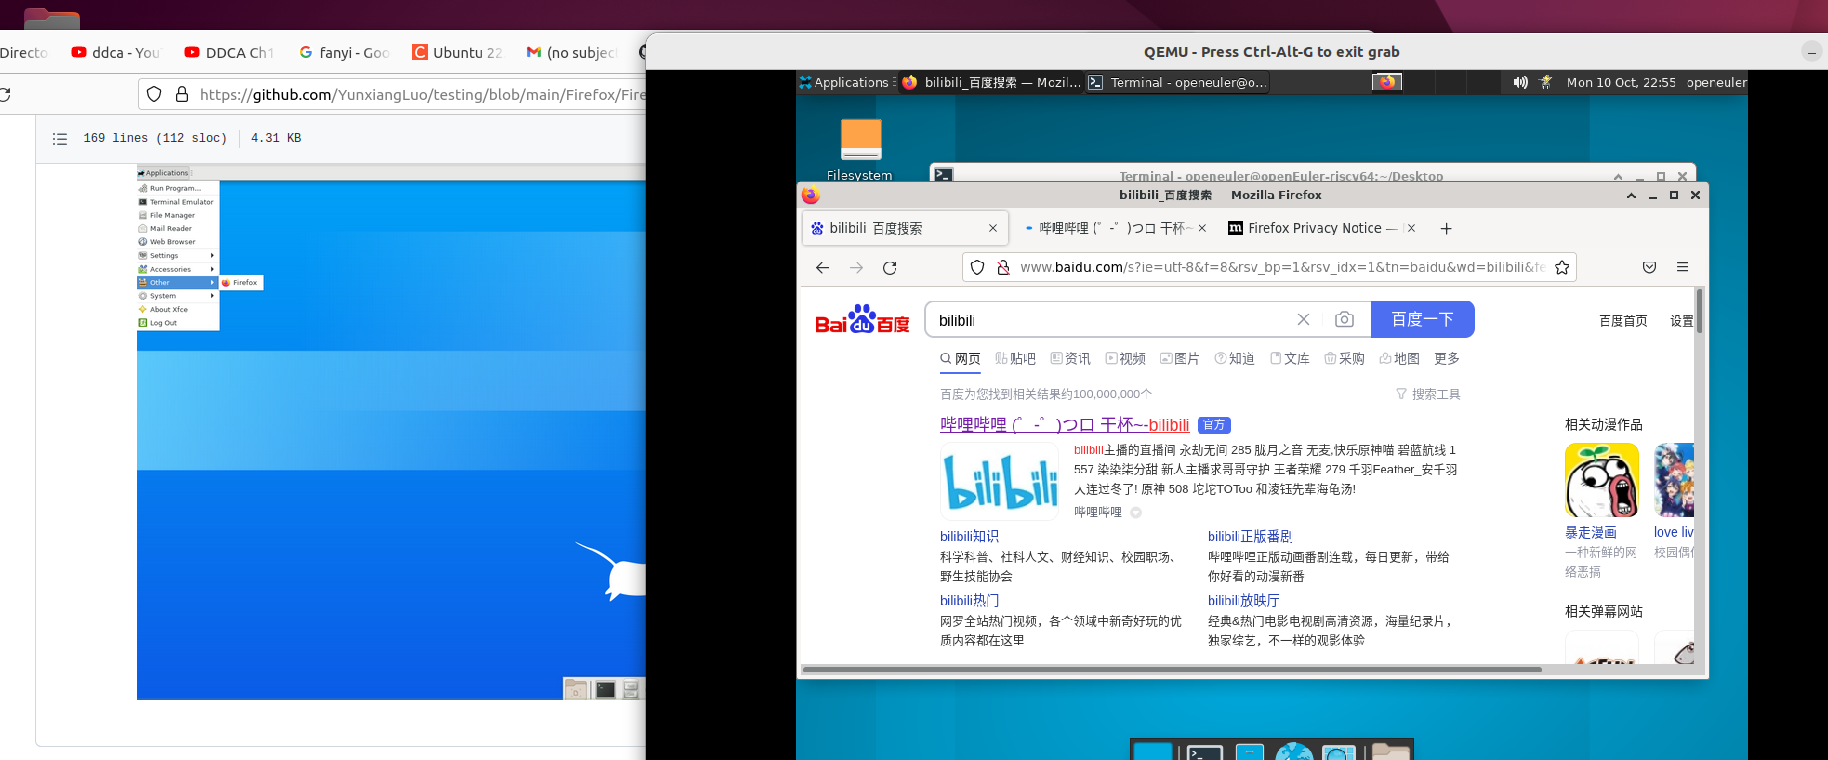 Directo
ddca - You
DDCA Ch1
fanyi - Goo
Ubuntu 22.
(no subjec
https://github.com/YunxiangLuo/testing/blob/main/Firefox/Fire
169 lines (112 sloc)
4.31 KB
Applications
Run Program...
Terminal Emulator
File Manager
Mail Reader
Web Browser
Settings
Accessories
Other
Firefox
System
About Xfce
Log Out
QEMU - Press Ctrl-Alt-G to exit grab
Applications
bilibili_百度搜索 — Mozil...
Terminal - openeuler@o...
Mon 10 Oct, 22:55
openeuler
Filesystem
Terminal - openeuler@openEuler-riscv64:~/Desktop
bilibili_百度搜索 — Mozilla Firefox
bilibili_百度搜索
哔哩哔哩 (゜-゜)つロ 干杯~
Firefox Privacy Notice —
www.baidu.com/s?ie=utf-8&f=8&rsv_bp=1&rsv_idx=1&tn=baidu&wd=bilibili&fe
Bai du 百度
bilibili
百度一下
百度首页
设置
网页
贴吧
资讯
视频
图片
知道
文库
采购
地图
更多
百度为您找到相关结果约100,000,000个
搜索工具
哔哩哔哩 (゜-゜)つロ 干杯~-bilibili
官方
bilibili
bilibili主播的直播间 永劫无间 285 胧月之音 无麦,快乐原神喵 碧蓝航线 1
557 染染柒分甜 新人主播求哥哥守护 王者荣耀 279 千羽Feather_安千羽
大连过冬了! 原神 508 坨坨TOToo 和凌钰先辈海龟汤!
哔哩哔哩
bilibili知识
科学科普、社科人文、财经知识、校园职场、
野生技能协会
bilibili正版番剧
哔哩哔哩正版动画番剧连载，每日更新，带给
你好看的动漫新番
bilibili热门
网罗全站热门视频，各个领域中新奇好玩的优
质内容都在这里
bilibili放映厅
经典&热门电影电视剧高清资源，海量纪录片，
独家综艺，不一样的观影体验
相关动漫作品
暴走漫画
一种新鲜的网
络恶搞
love liv
校园偶像
相关弹幕网站